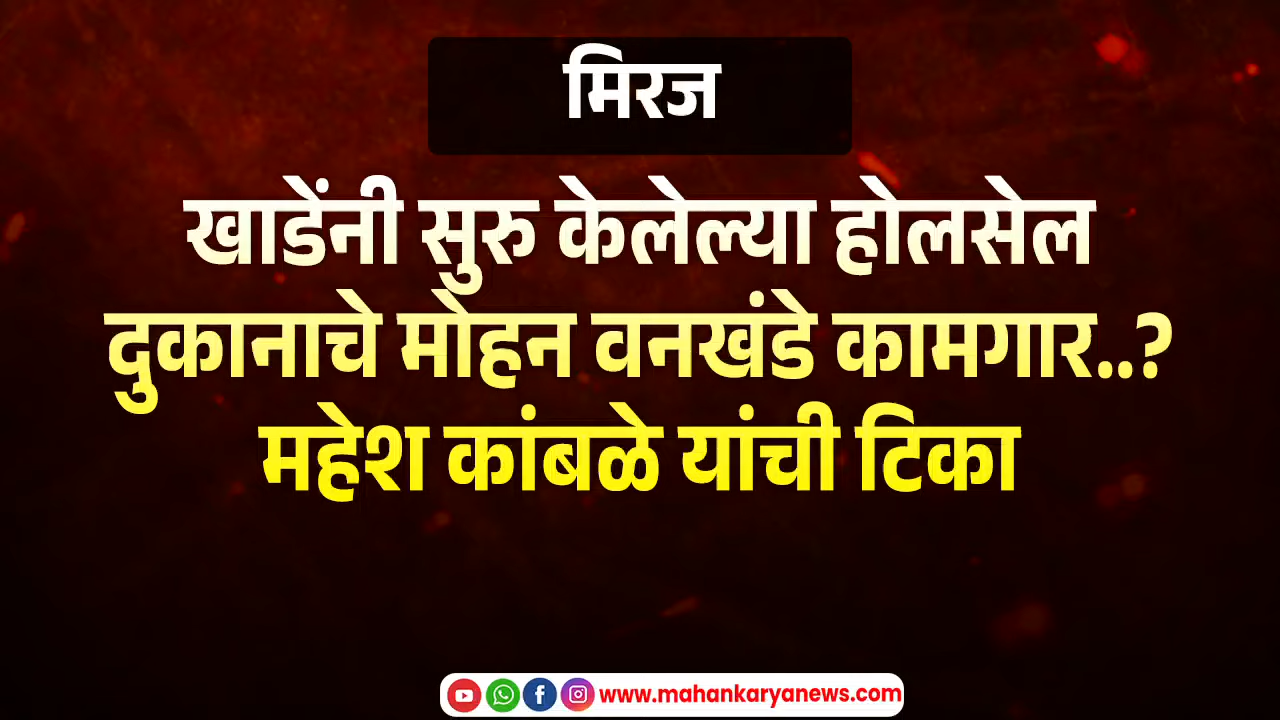 मिरज
खाडेंनी सुरु केलेल्या होलसेल
दुकानाचे मोहन वनखंडे कामगार..?
महेश कांबळे यांची टिका
www.mahankaryanews.com